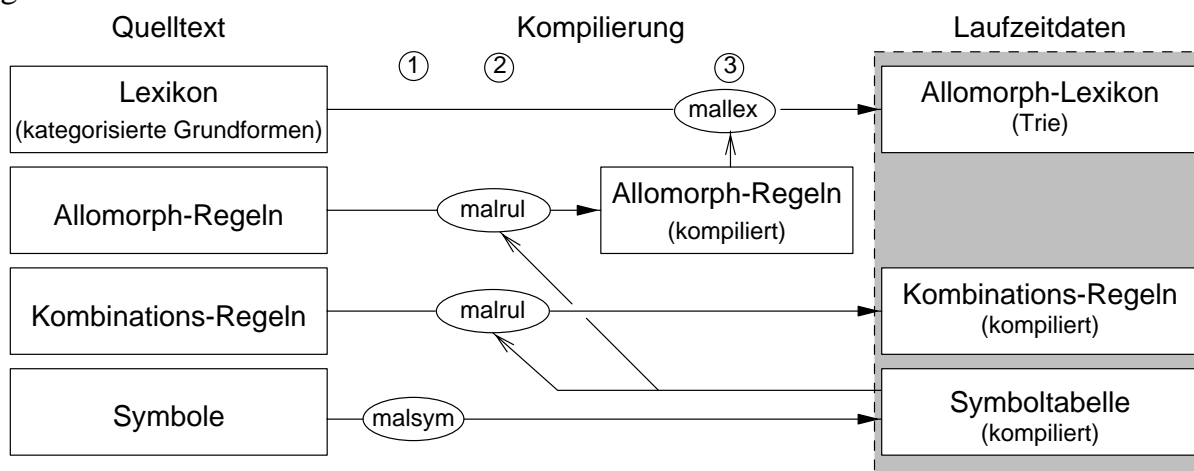 Quelltext
Kompilierung
Laufzeitdaten
1
2
3
Lexikon
(kategorisierte Grundformen)
mallex
Allomorph-Lexikon
(Trie)
Allomorph-Regeln
malrul
Allomorph-Regeln
(kompiliert)
Kombinations-Regeln
malrul
Kombinations-Regeln
(kompiliert)
Symbole
malsym
Symboltabelle
(kompiliert)